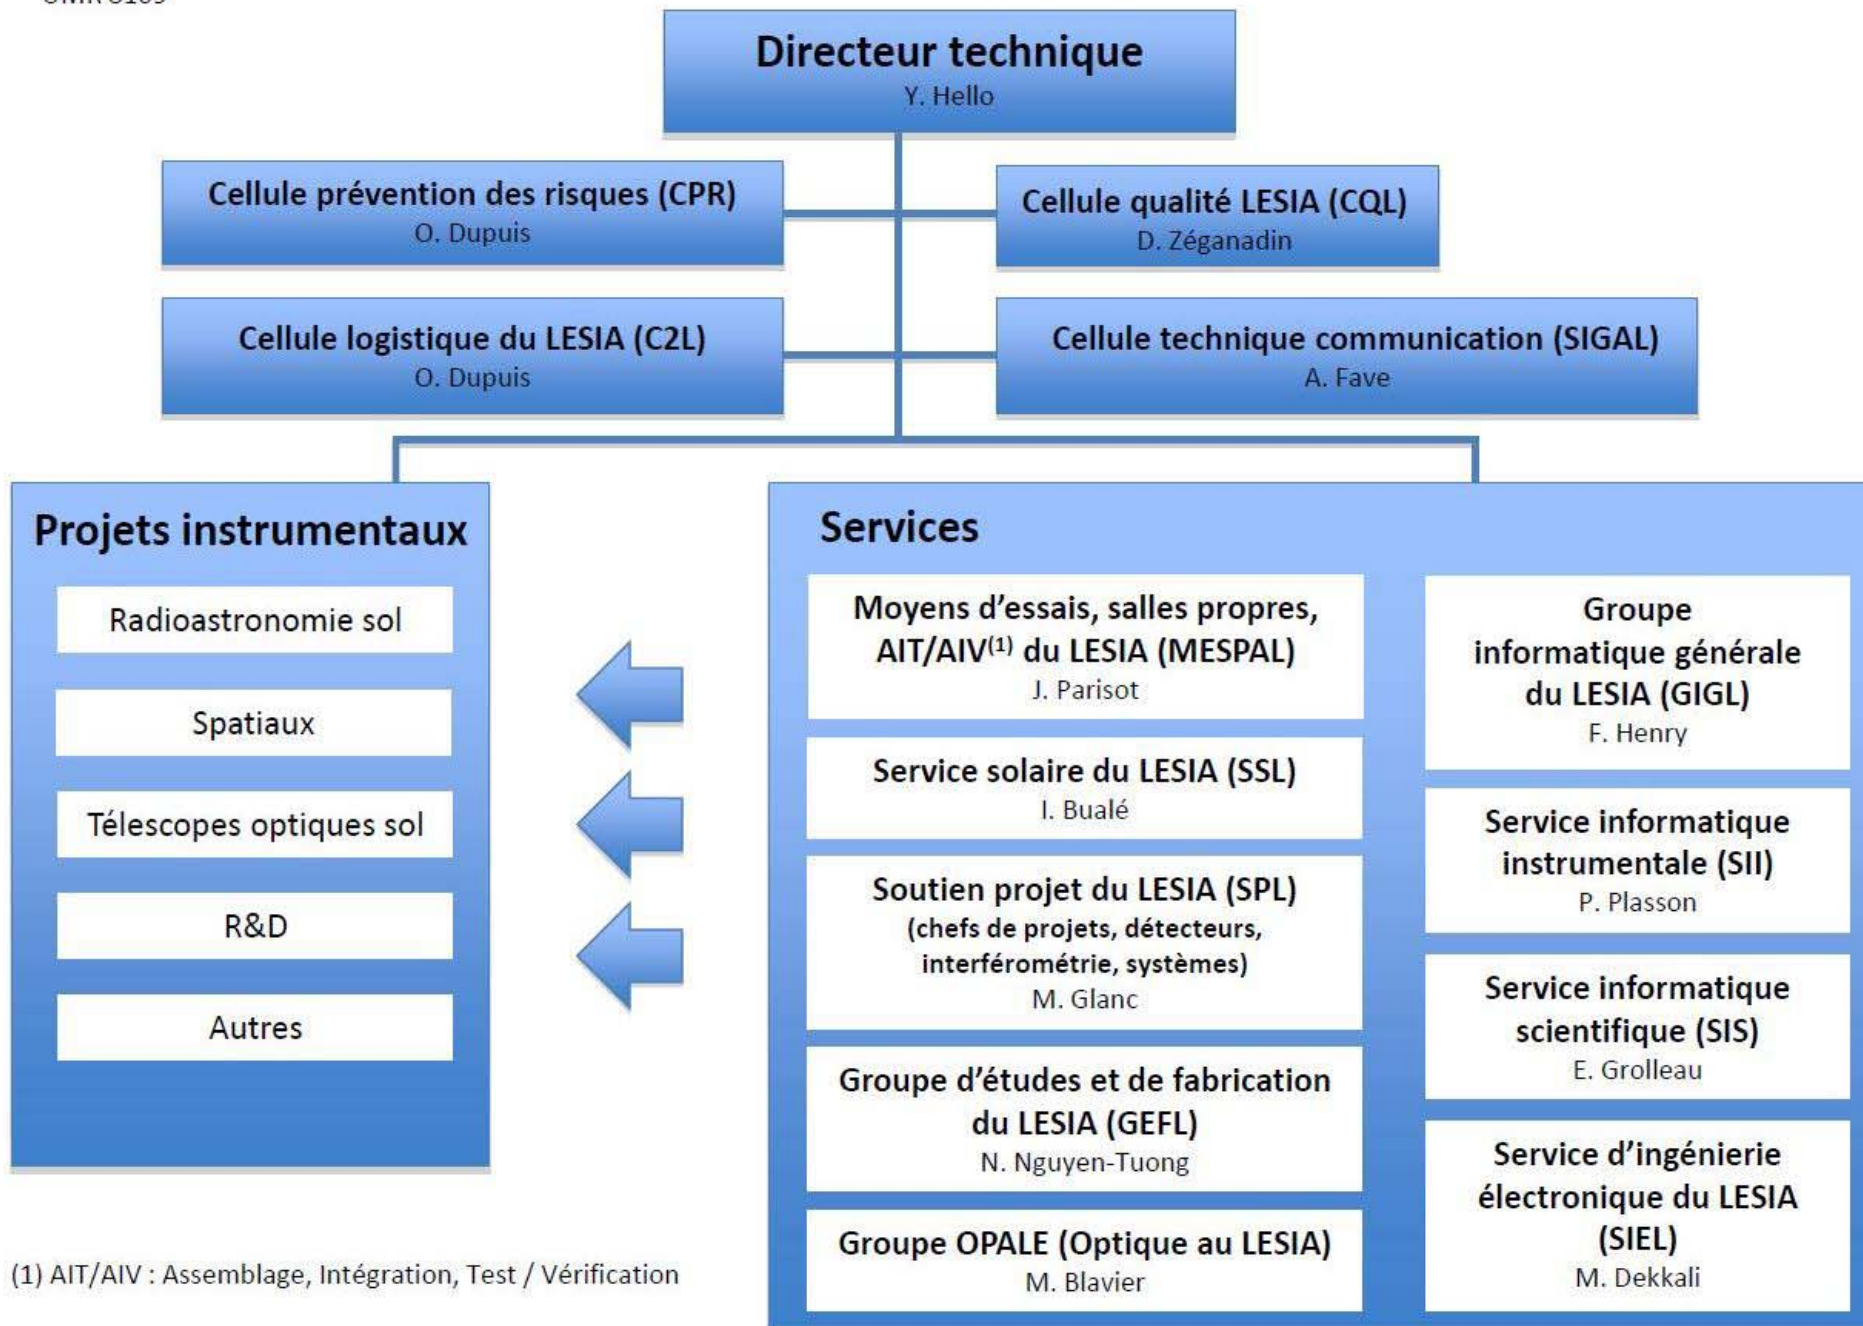 Directeur technique
Y. Hello
Cellule prévention des risques (CPR)
O. Dupuis
Cellule qualité LESIA (CQL)
D. Zéganadin
Cellule logistique du LESIA (C2L)
O. Dupuis
Cellule technique communication (SIGAL)
A. Fave
Projets instrumentaux
Radioastronomie sol
Spatiaux
Télescopes optiques sol
R&D
Autres
Services
Moyens d’essais, salles propres,
AIT/AIV(1) du LESIA (MESPAL)
J. Parisot
Service solaire du LESIA (SSL)
I. Bualé
Soutien projet du LESIA (SPL)
(chefs de projets, détecteurs,
interférométrie, systèmes)
M. Glanc
Groupe d’études et de fabrication
du LESIA (GEFL)
N. Nguyen-Tuong
Groupe OPALE (Optique au LESIA)
M. Blavier
Groupe
informatique générale
du LESIA (GIGL)
F. Henry
Service informatique
instrumentale (SII)
P. Plasson
Service informatique
scientifique (SIS)
E. Grolleau
Service d’ingénierie
électronique du LESIA
(SIEL)
M. Dekkali
(1) AIT/AIV : Assemblage, Intégration, Test / Vérification